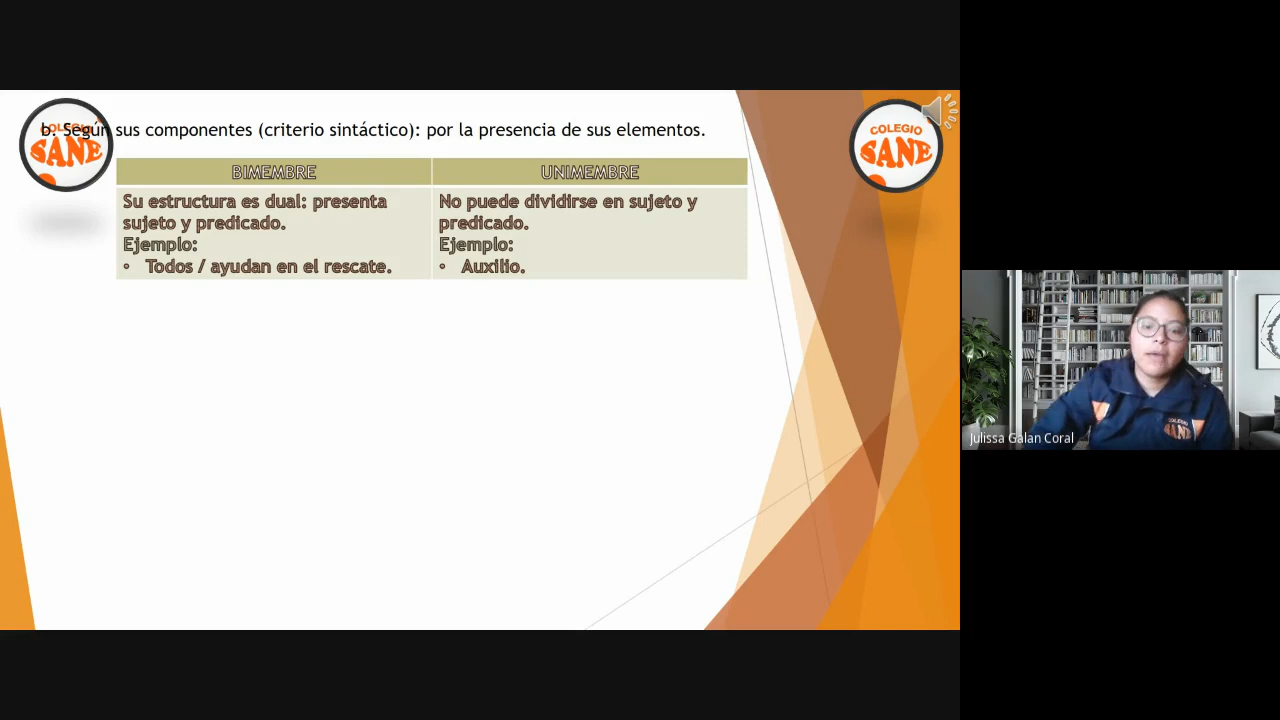 COLEGIO
SANE
b. Según sus componentes (criterio sintáctico): por la presencia de sus elementos.
COLEGIO
SANE
BIMEMBRE
UNIMEMBRE
Su estructura es dual: presenta
sujeto y predicado.
Ejemplo:
• Todos / ayudan en el rescate.
No puede dividirse en sujeto y
predicado.
Ejemplo:
• Auxilio.
COLEGIO
SANE
Julissa Galan Coral